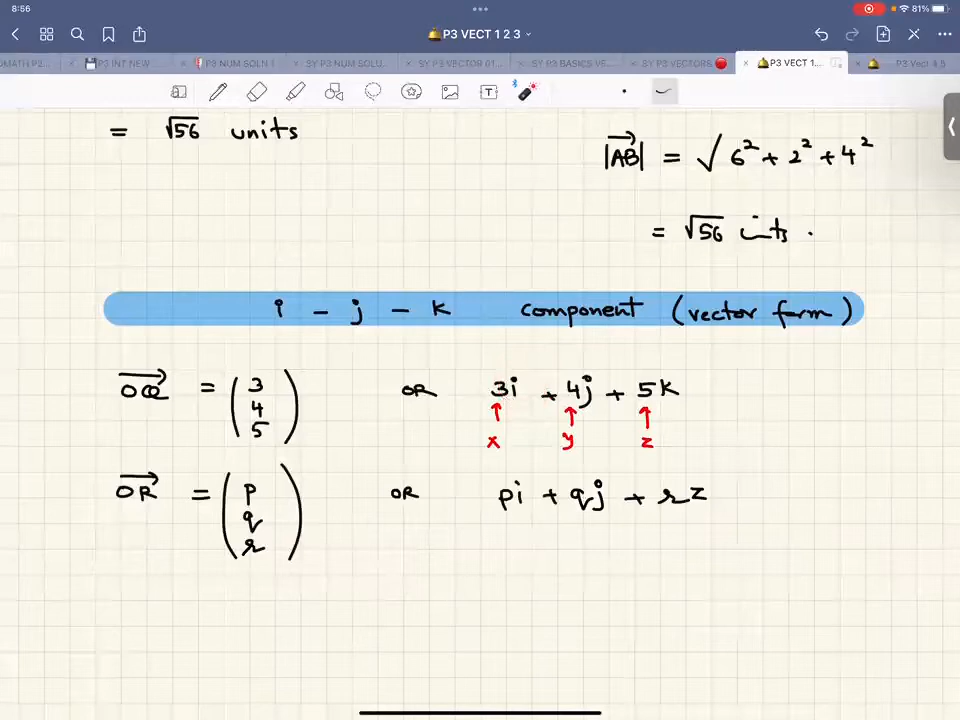 8:56
81%
P3 VECT 1 2 3
OMATH P3...
P3 INT NEW
P3 NUM SOLN I
SY P3 NUM SOLU...
SY P3 VECTOR 01...
SY P3 BASICS VE...
SY P3 VECTORS
P3 VECT 1...
P3 Vect 4 5
= √56 units
|AB| = √ 6² + 2² + 4²
= √56 units .
i – j – k component (vector form)
OQ = (3 4 5) OR 3i + 4j + 5k
x y z
OR = (p q r) OR pi + qj + rz